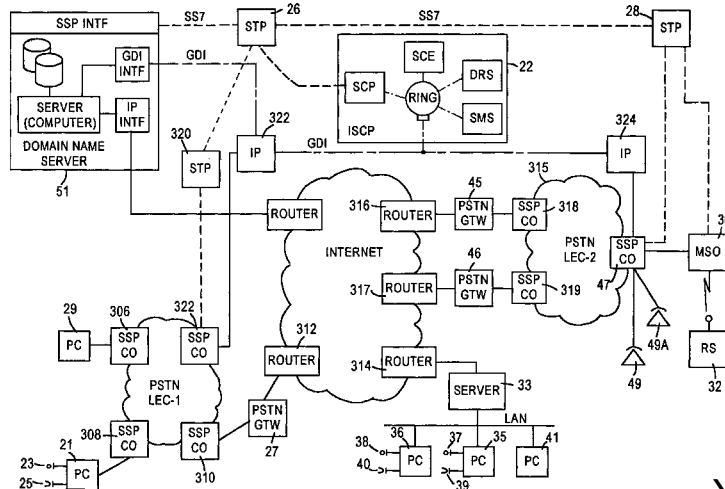 SSP INTF
SS7
26
STP
SS7
28
STP
GDI
INTF
GDI
SERVER
(COMPUTER)
IP
INTF
DOMAIN NAME
SERVER
51
SCE
22
SCP
RING
DRS
SMS
ISCP
320
STP
322
IP
GDI
324
IP
ROUTER
316
ROUTER
45
PSTN
GTW
315
SSP
CO
318
INTERNET
PSTN
LEC-2
SSP
CO
47
3
MSO
46
317
ROUTER
PSTN
GTW
SSP
CO
319
49A
49
RS
32
29
PC
306
SSP
CO
322
SSP
CO
PSTN
LEC-1
312
ROUTER
314
ROUTER
SERVER
33
308
SSP
CO
SSP
CO
310
PSTN
GTW
27
LAN
21
23
25
PC
38
40
36
PC
37
39
35
PC
41
PC